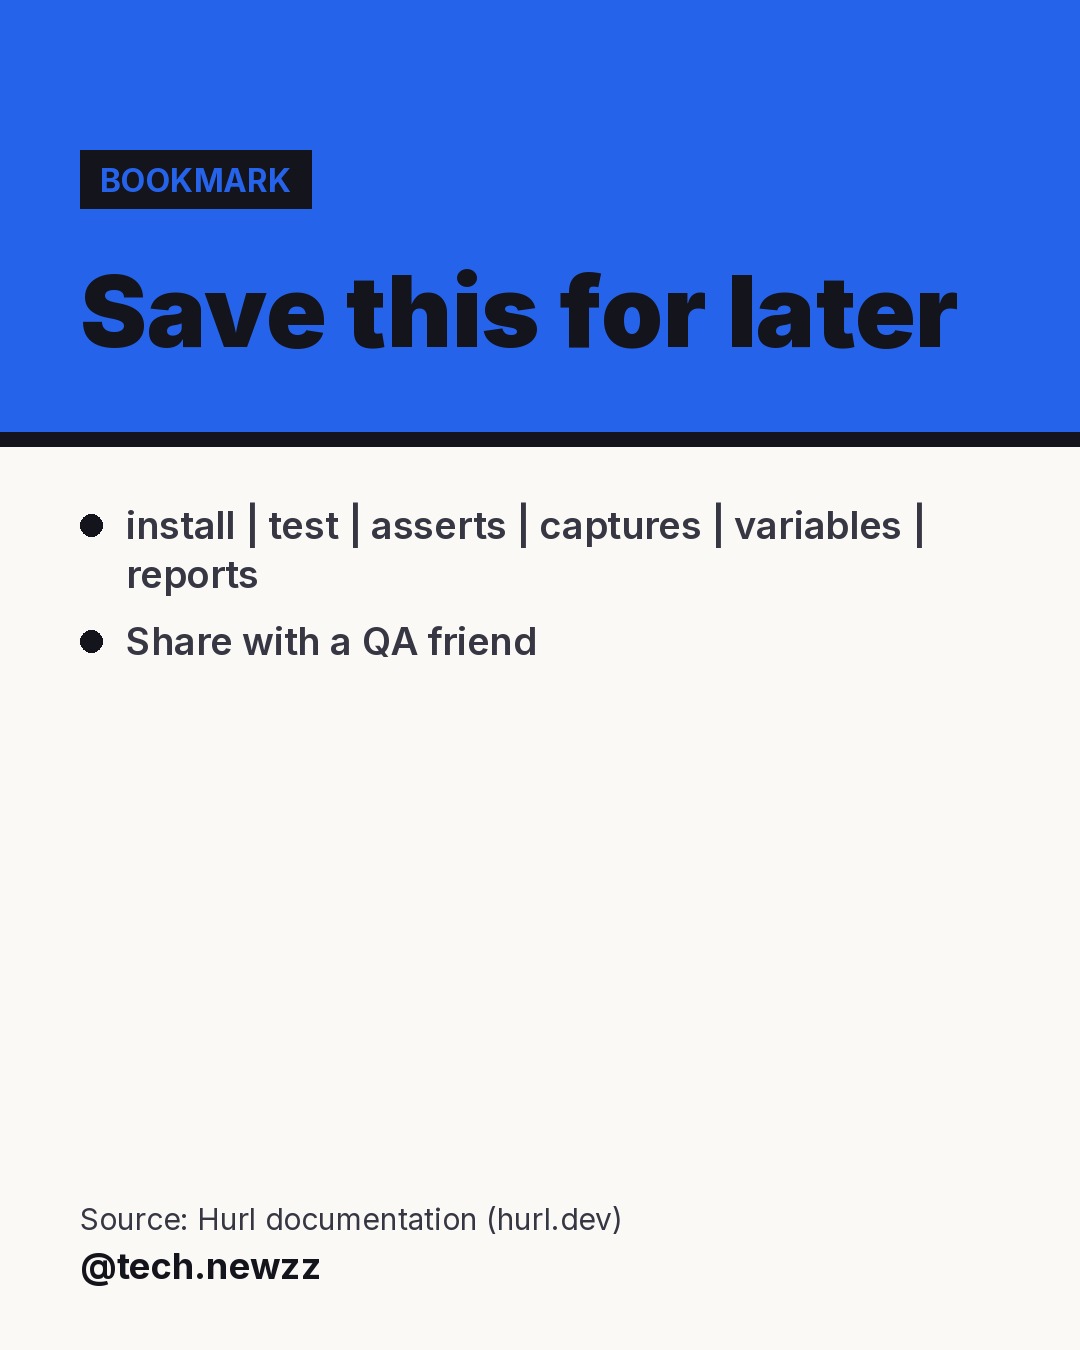 BOOKMARK
Save this for later
install | test | asserts | captures | variables |
reports
Share with a QA friend
Source: Hurl documentation (hurl.dev)
@tech.newzz